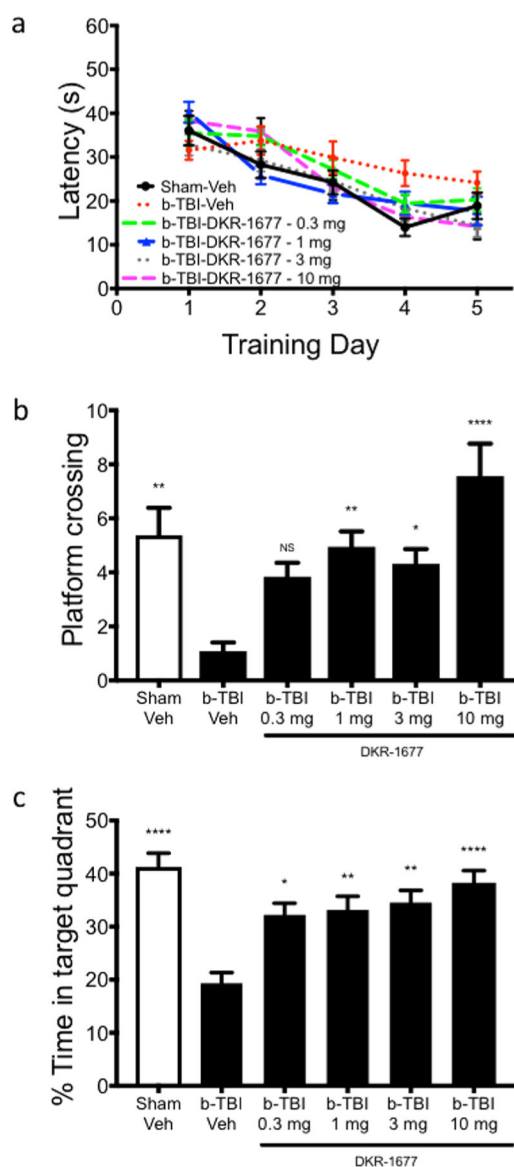 a
60
50
40
30
20
10
0
Latency (s)
Sham-Veh
b-TBI-Veh
b-TBI-DKR-1677 - 0.3 mg
b-TBI-DKR-1677 - 1 mg
b-TBI-DKR-1677 - 3 mg
b-TBI-DKR-1677 - 10 mg
0 1 2 3 4 5
Training Day
b
10
8
6
4
2
0
Platform crossing
** NS ** * ****
Sham b-TBI b-TBI b-TBI b-TBI b-TBI
Veh Veh 0.3 mg 1 mg 3 mg 10 mg
DKR-1677
c
50
40
30
20
10
0
% Time in target quadrant
**** * ** ** ****
Sham b-TBI b-TBI b-TBI b-TBI b-TBI
Veh Veh 0.3 mg 1 mg 3 mg 10 mg
DKR-1677